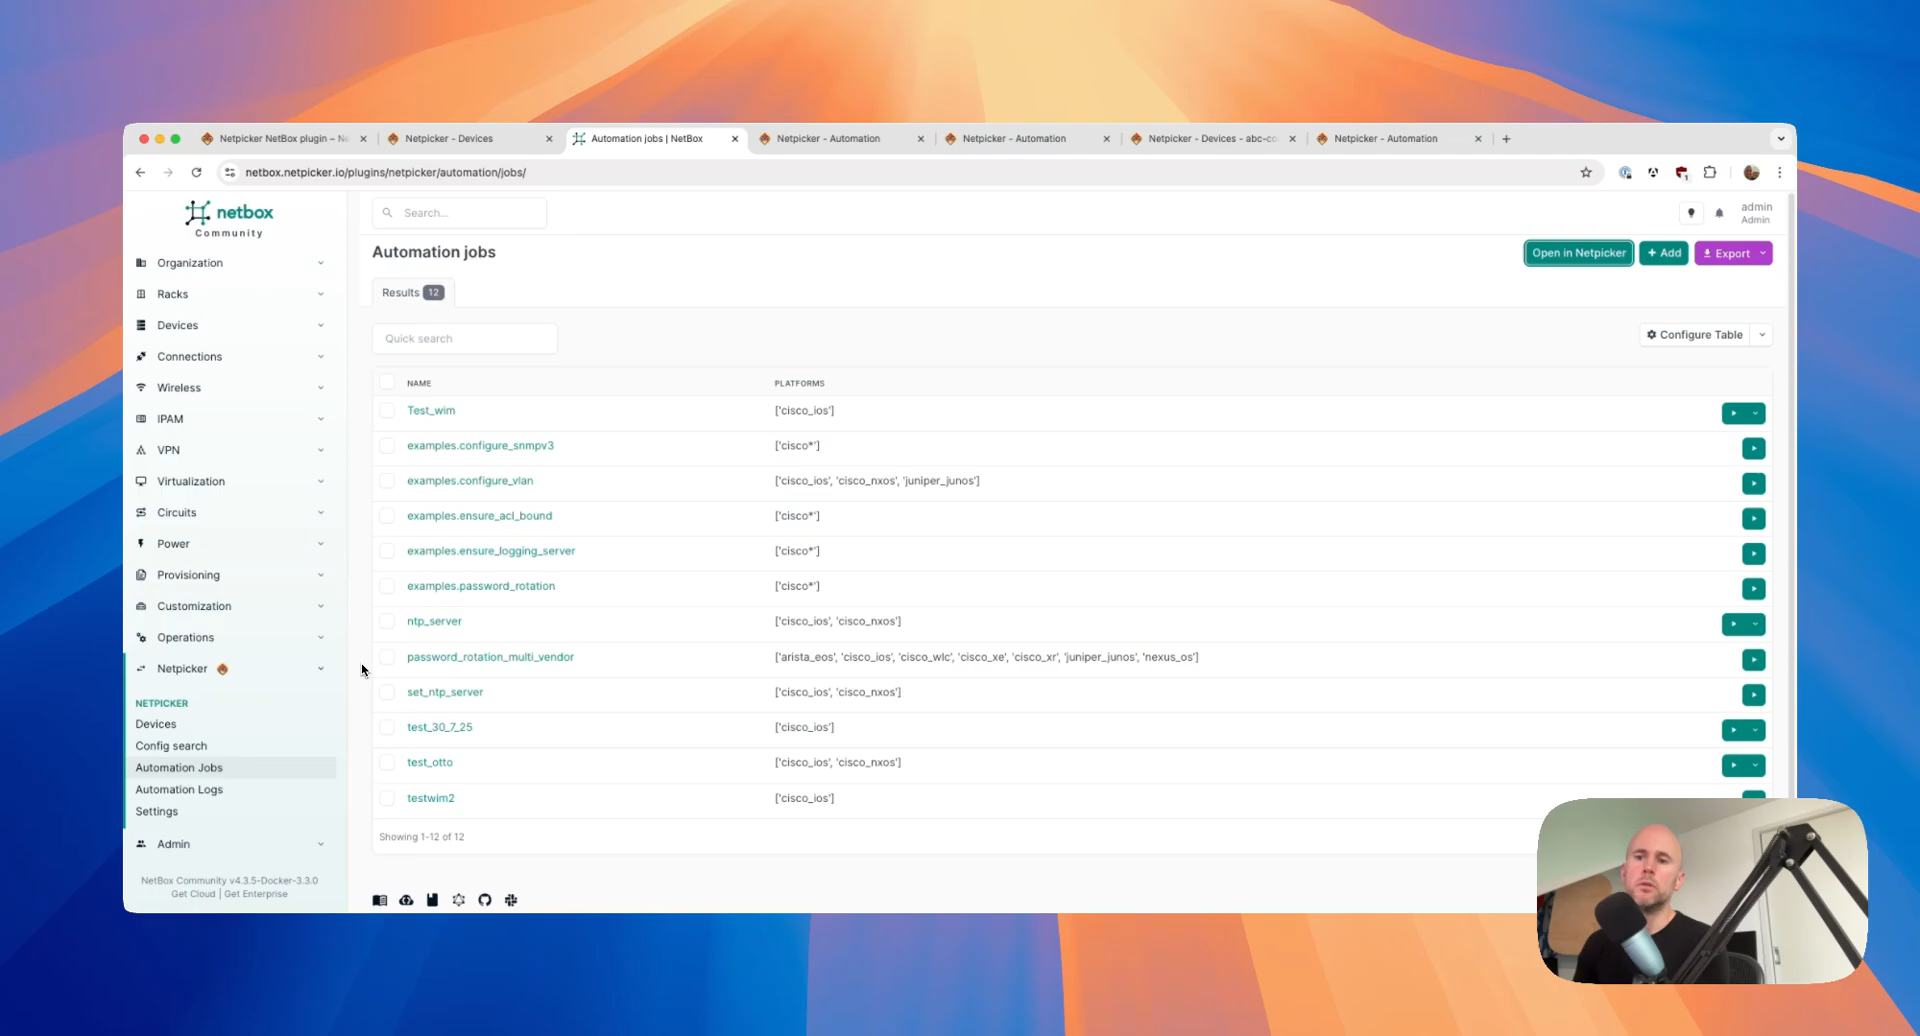 Netpicker NetBox plugin – N
Netpicker - Devices
Automation jobs | NetBox
Netpicker - Automation
Netpicker - Automation
Netpicker - Devices - abc-co
Netpicker - Automation
netbox.netpicker.io/plugins/netpicker/automation/jobs/
netbox
Community
Search...
admin
Admin
Automation jobs
Open in Netpicker
+ Add
Export
Results 12
Quick search
Configure Table
NAME PLATFORMS
Test_wim ['cisco_ios']
examples.configure_snmpv3 ['cisco*']
examples.configure_vlan ['cisco_ios', 'cisco_nxos', 'juniper_junos']
examples.ensure_acl_bound ['cisco*']
examples.ensure_logging_server ['cisco*']
examples.password_rotation ['cisco*']
ntp_server ['cisco_ios', 'cisco_nxos']
password_rotation_multi_vendor ['arista_eos', 'cisco_ios', 'cisco_wlc', 'cisco_xe', 'cisco_xr', 'juniper_junos', 'nexus_os']
set_ntp_server ['cisco_ios', 'cisco_nxos']
test_30_7_25 ['cisco_ios']
test_otto ['cisco_ios', 'cisco_nxos']
testwim2 ['cisco_ios']
Showing 1-12 of 12
Organization
Racks
Devices
Connections
Wireless
IPAM
VPN
Virtualization
Circuits
Power
Provisioning
Customization
Operations
Netpicker
NETPICKER
Devices
Config search
Automation Jobs
Automation Logs
Settings
Admin
NetBox Community v4.3.5-Docker-3.3.0
Get Cloud | Get Enterprise